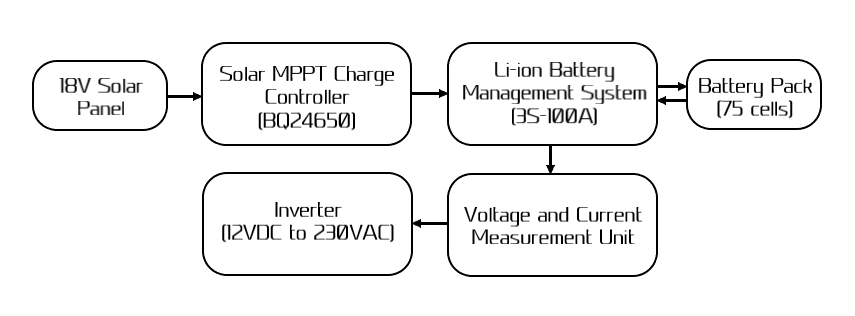 18V Solar
Panel
Solar MPPT Charge
Controller
(BQ24650)
Li-ion Battery
Management System
(3S-100A)
Battery Pack
(75 cells)
Inverter
(12VDC to 230VAC)
Voltage and Current
Measurement Unit